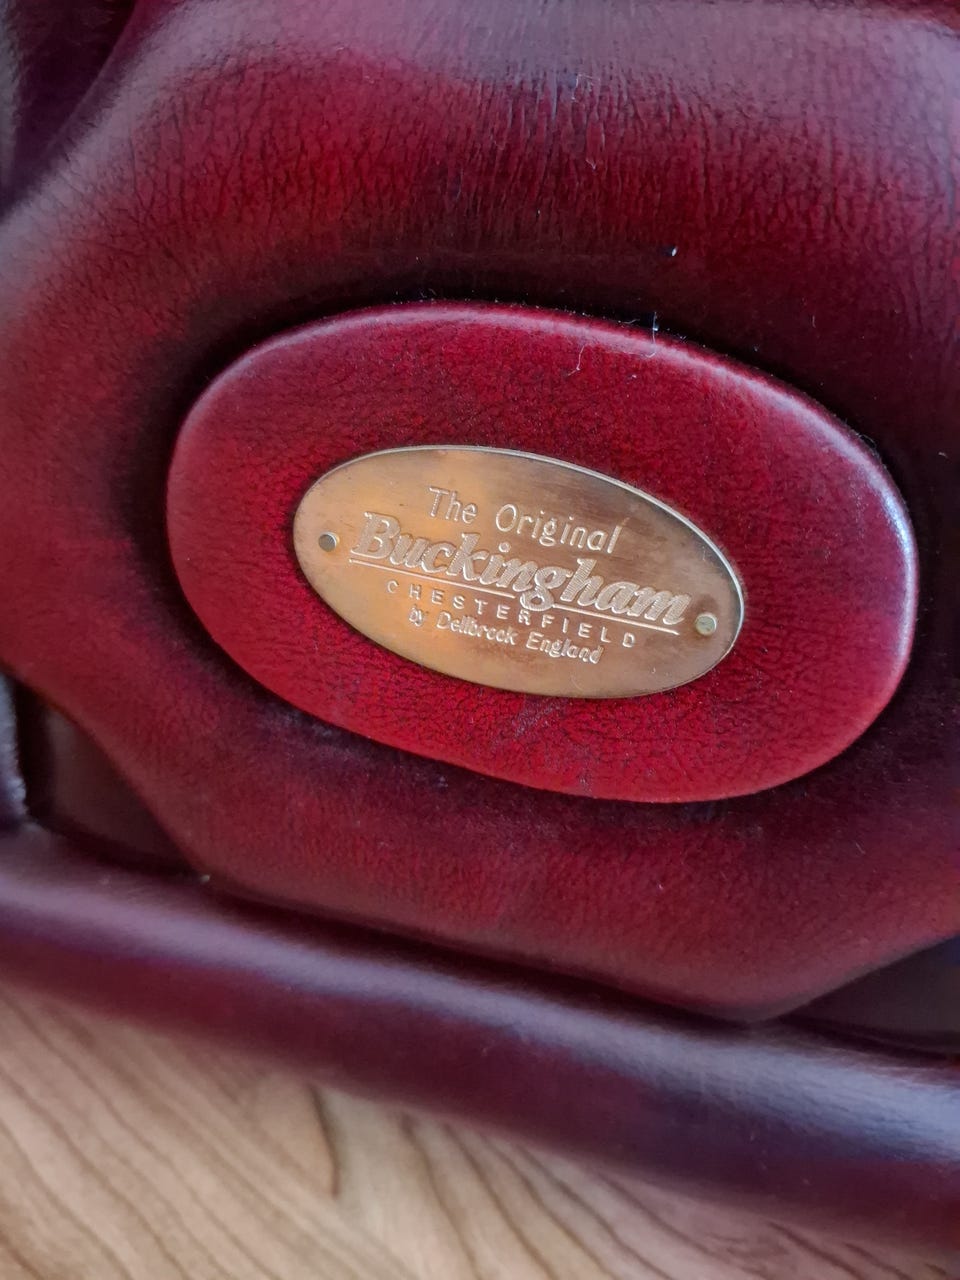 The Original
Buckingham
CHESTERFIELD
by Dellbrook England